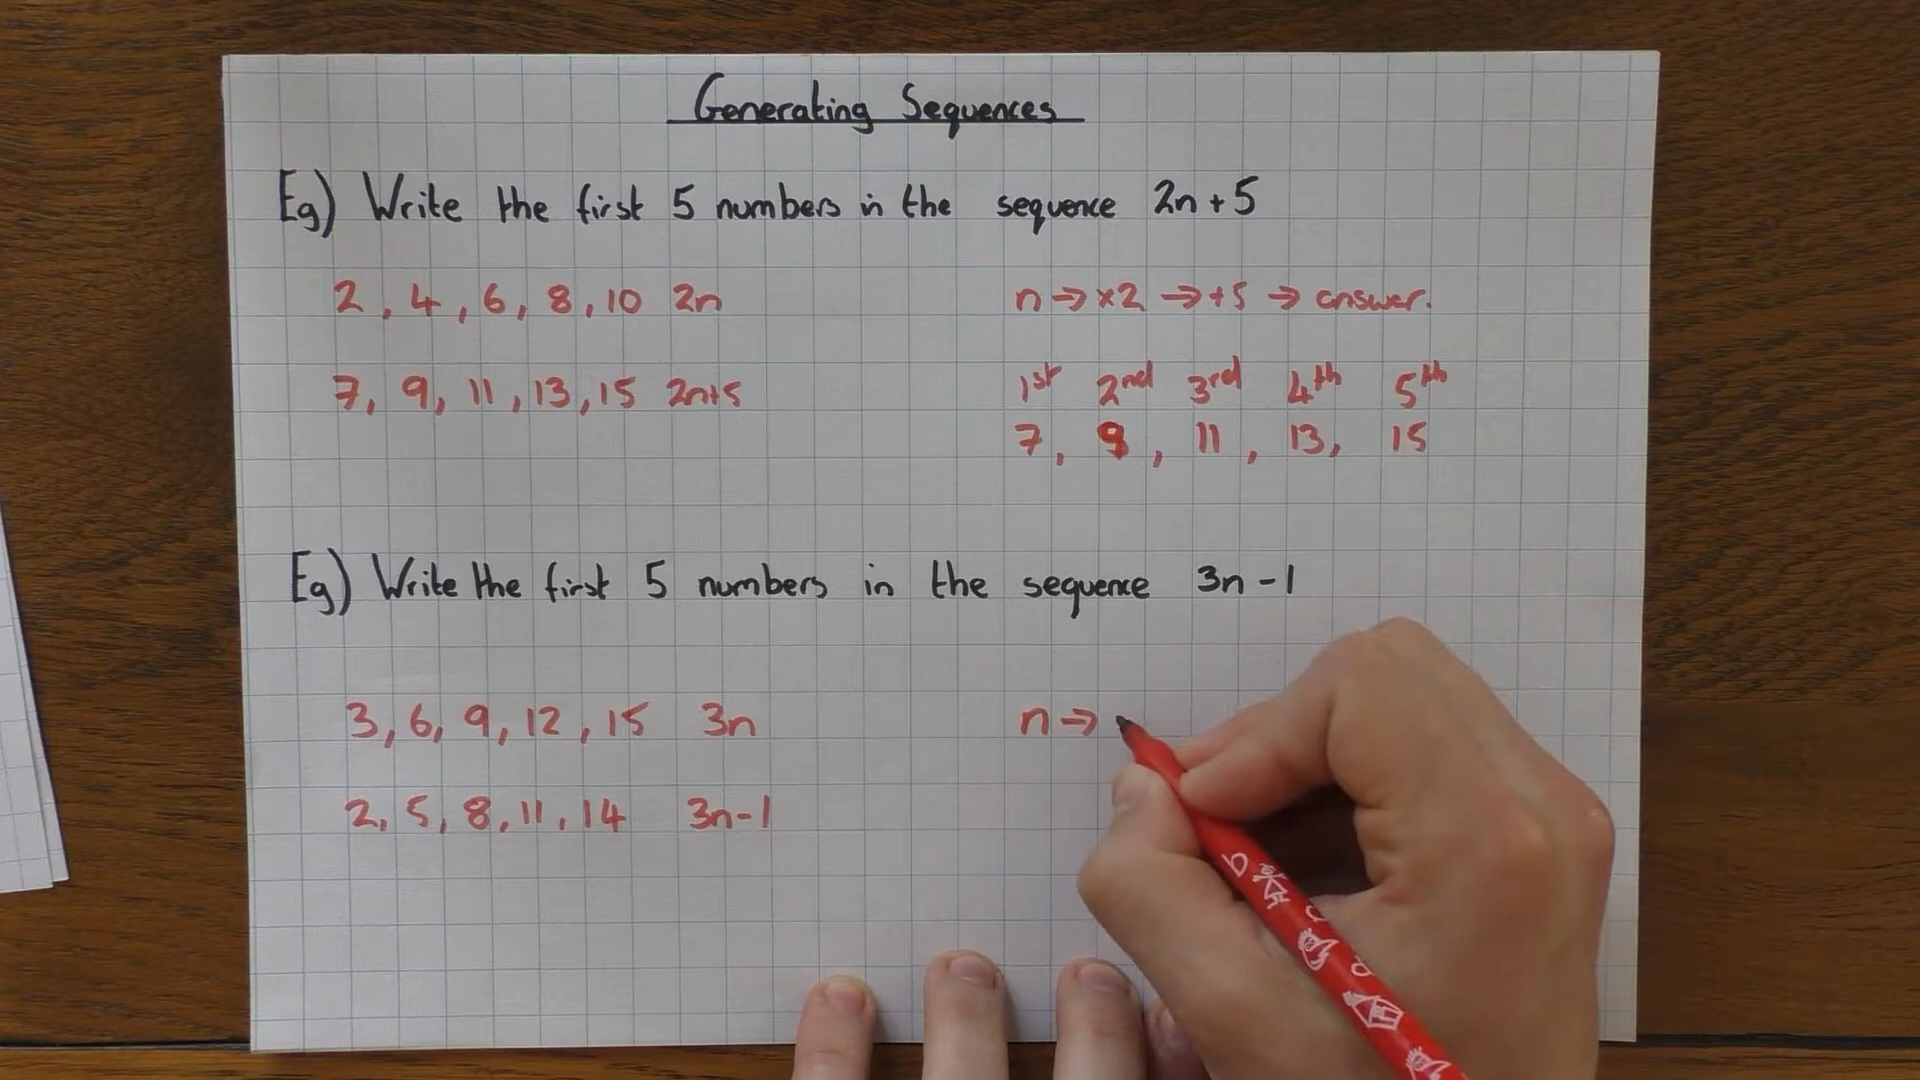 Generating Sequences
Eg) Write the first 5 numbers in the sequence 2n + 5
2, 4, 6, 8, 10 2n
n → ×2 → +5 → answer.
7, 9, 11, 13, 15 2n+5
1st 2nd 3rd 4th 5th
7, 9, 11, 13, 15
Eg) Write the first 5 numbers in the sequence 3n - 1
3, 6, 9, 12, 15 3n
n →
2, 5, 8, 11, 14 3n-1